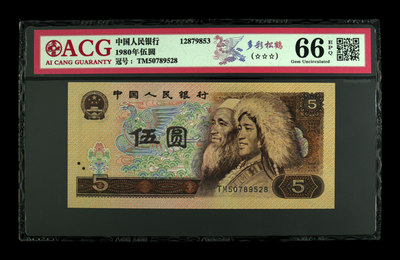 ACG
AI CANG GUARANTY
中国人民银行
1980年伍圆
冠号：TM50789528
12879853
多彩松鹤
(☆☆☆)
66 EPQ
Gem Uncirculated
中国人民银行
5
伍圆
5
TM50789528
5